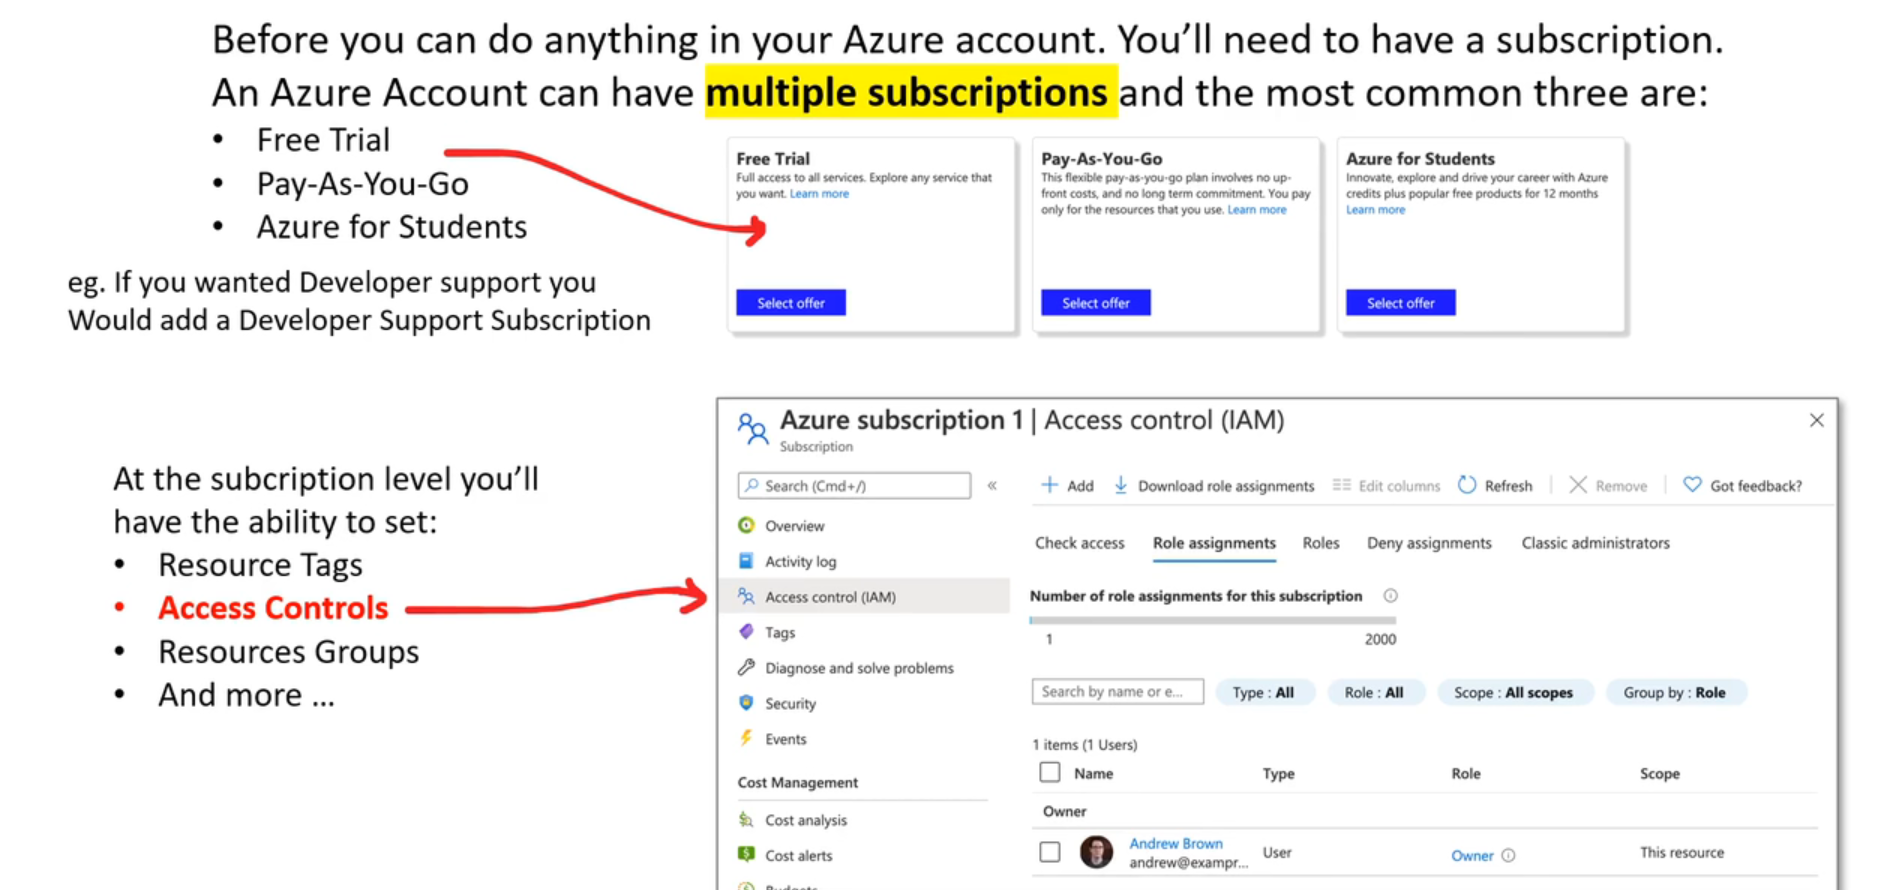 Before you can do anything in your Azure account. You’ll need to have a subscription.
An Azure Account can have multiple subscriptions and the most common three are:
• Free Trial
• Pay-As-You-Go
• Azure for Students
eg. If you wanted Developer support you
Would add a Developer Support Subscription
Free Trial
Full access to all services. Explore any service that
you want. Learn more
Select offer
Pay-As-You-Go
This flexible pay-as-you-go plan involves no up-
front costs, and no long term commitment. You pay
only for the resources that you use. Learn more
Select offer
Azure for Students
Innovate, explore and drive your career with Azure
credits plus popular free products for 12 months
Learn more
Select offer
At the subcription level you’ll
have the ability to set:
• Resource Tags
• Access Controls
• Resources Groups
• And more ...
Azure subscription 1 | Access control (IAM)
Subscription
Search (Cmd+/)
«
Overview
Activity log
Access control (IAM)
Tags
Diagnose and solve problems
Security
Events
Cost Management
Cost analysis
Cost alerts
Budgets
Add Download role assignments Edit columns Refresh Remove Got feedback?
Check access Role assignments Roles Deny assignments Classic administrators
Number of role assignments for this subscription
1 2000
Search by name or e... Type : All Role : All Scope : All scopes Group by : Role
1 items (1 Users)
Name Type Role Scope
Owner
Andrew Brown
andrew@exampr...
User Owner This resource